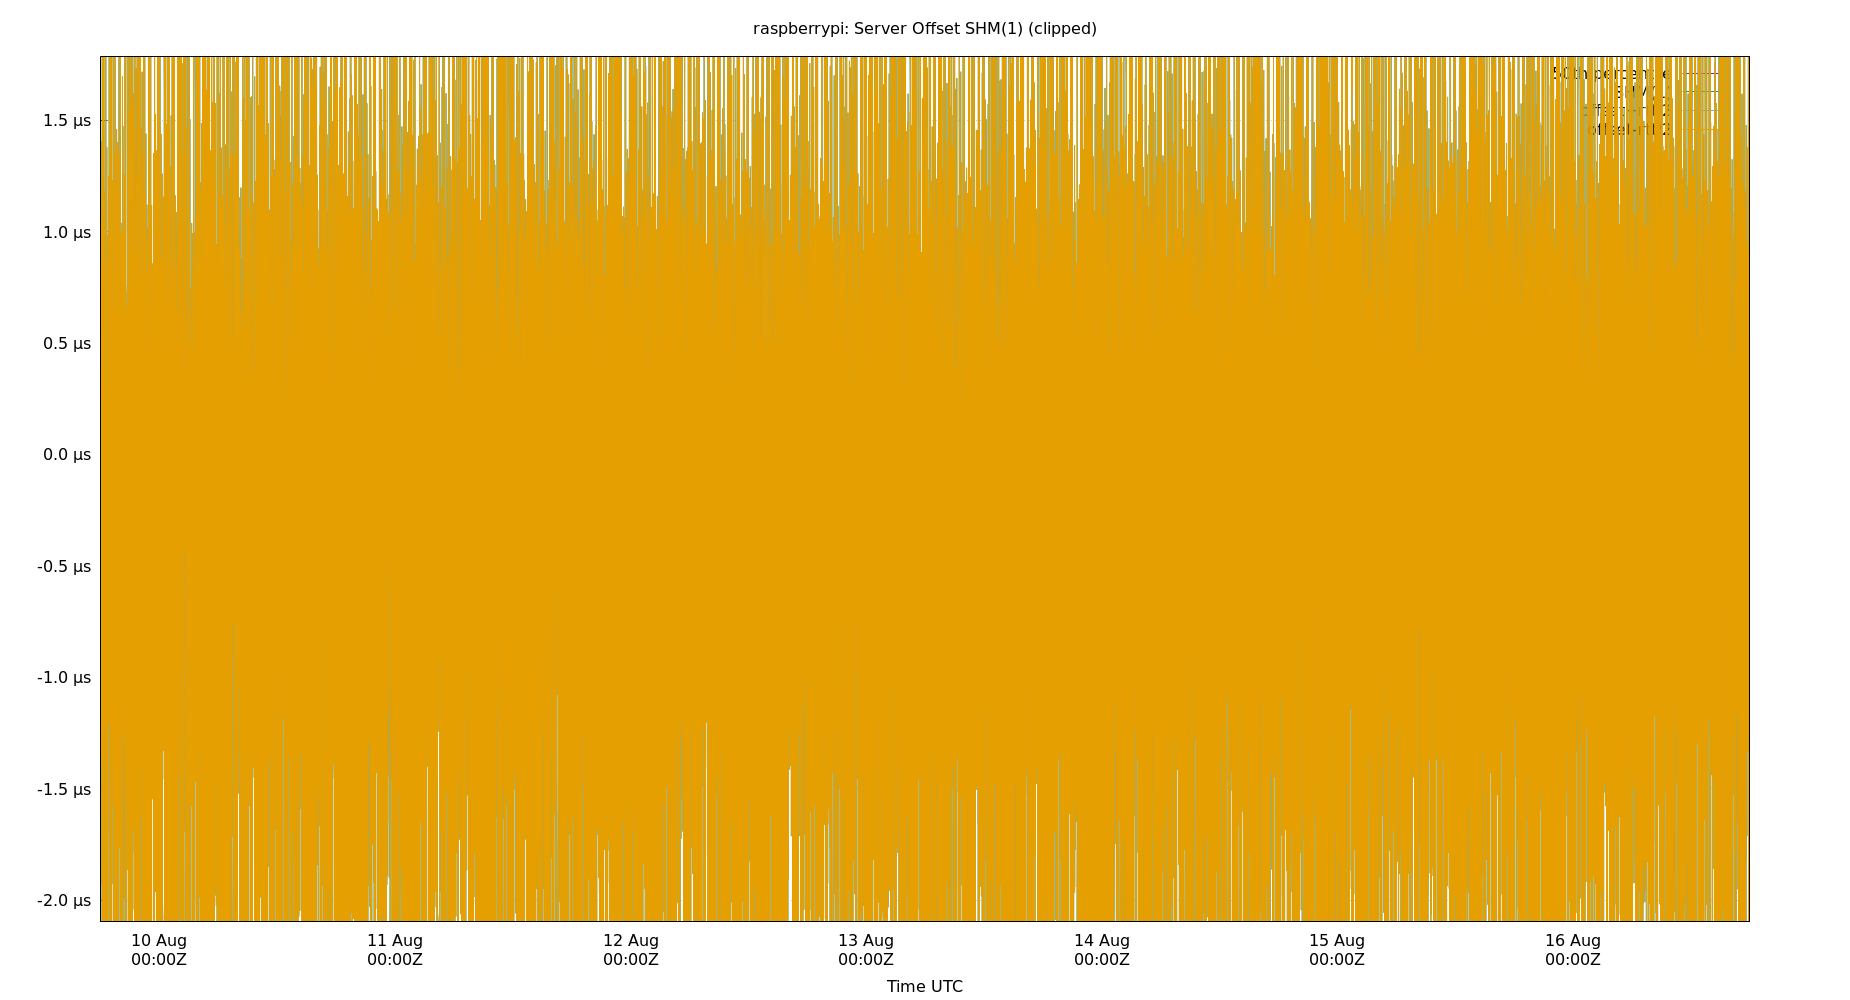 raspberrypi: Server Offset SHM(1) (clipped)
50th percentile
1.5 µs
1.0 µs
0.5 µs
0.0 µs
-0.5 µs
-1.0 µs
-1.5 µs
-2.0 µs
10 Aug 11 Aug 12 Aug 13 Aug 14 Aug 15 Aug 16 Aug
00:00Z 00:00Z 00:00Z 00:00Z 00:00Z 00:00Z 00:00Z
Time UTC